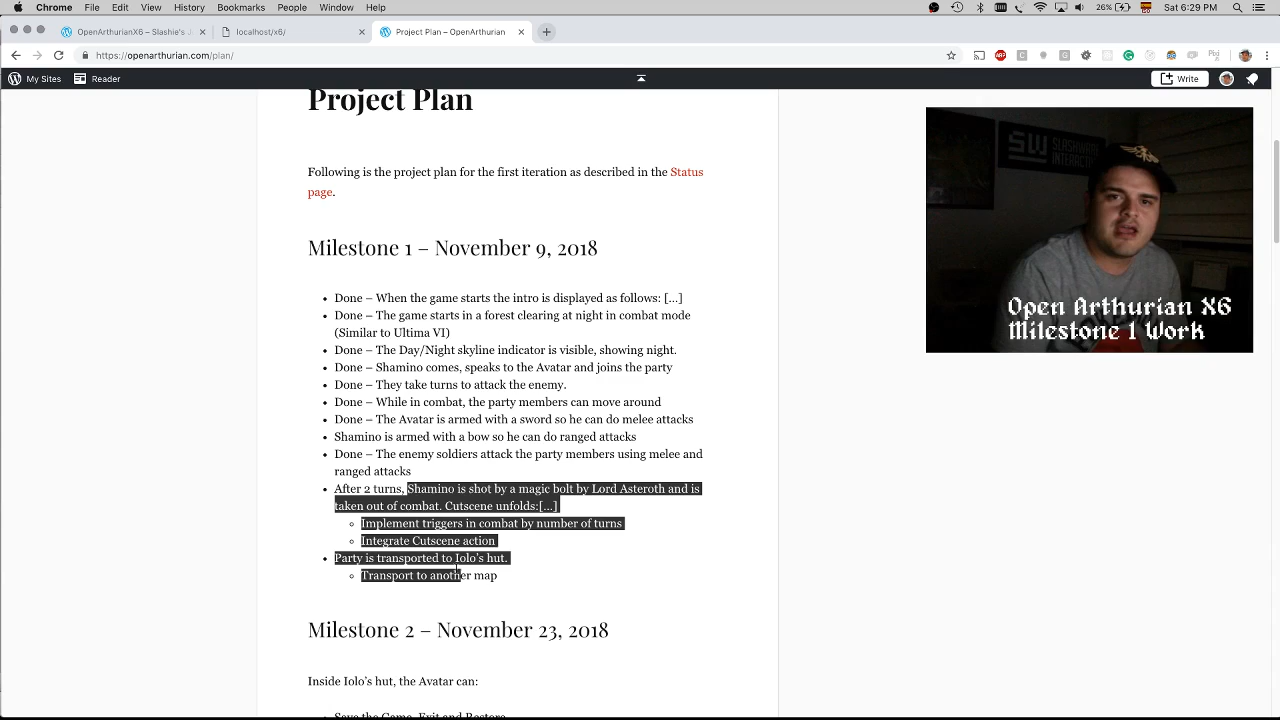 Chrome File Edit View History Bookmarks People Window Help 26% Sat 6:29 PM
OpenArthurianX6 – Slashie's J × localhost/x6/ × Project Plan – OpenArthurian ×
https://openarthurian.com/plan/
My Sites Reader Write
Project Plan
Following is the project plan for the first iteration as described in the Status
page.
Milestone 1 – November 9, 2018
• Done – When the game starts the intro is displayed as follows: […]
• Done – The game starts in a forest clearing at night in combat mode
(Similar to Ultima VI)
• Done – The Day/Night skyline indicator is visible, showing night.
• Done – Shamino comes, speaks to the Avatar and joins the party
• Done – They take turns to attack the enemy.
• Done – While in combat, the party members can move around
• Done – The Avatar is armed with a sword so he can do melee attacks
• Shamino is armed with a bow so he can do ranged attacks
• Done – The enemy soldiers attack the party members using melee and
ranged attacks
• After 2 turns, Shamino is shot by a magic bolt by Lord Asteroth and is
taken out of combat. Cutscene unfolds:[…]
◦ Implement triggers in combat by number of turns
◦ Integrate Cutscene action
• Party is transported to Iolo's hut.
◦ Transport to another map
Milestone 2 – November 23, 2018
Inside Iolo's hut, the Avatar can:
• Save the Game, Exit and Restore
SW SLASHWARE
INTERACTIVE
Open Arthurian X6
Milestone 1 Work